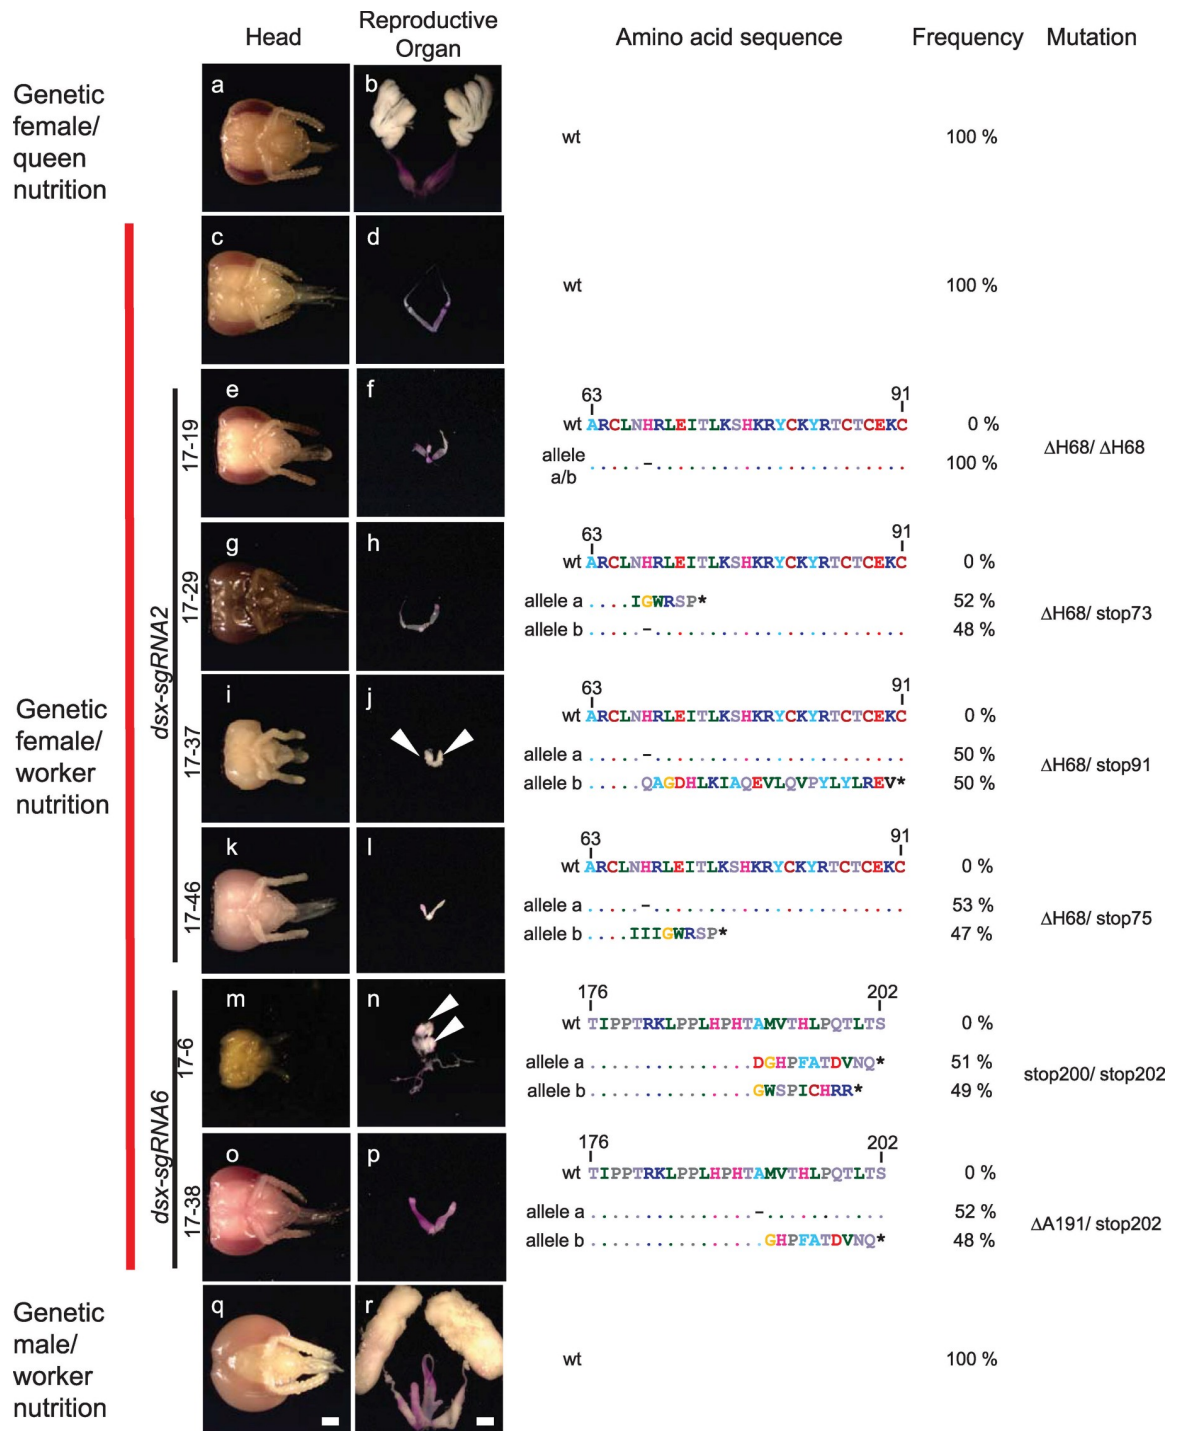 Head
Reproductive
Organ
Amino acid sequence
Frequency
Mutation
Genetic
female/
queen
nutrition
a
b
wt
100 %
c
d
wt
100 %
Genetic
female/
worker
nutrition
dsx-sgRNA2
17-19
e
f
63
91
wt ARCLNHRLEITLKSHKRYCKYRTCTCEKC
0 %
allele
a/b
.....-.......................
100 %
ΔH68/ ΔH68
17-29
g
h
63
91
wt ARCLNHRLEITLKSHKRYCKYRTCTCEKC
0 %
allele a ....IGWRSP*
52 %
allele b .....-.......................
48 %
ΔH68/ stop73
17-37
i
j
63
91
wt ARCLNHRLEITLKSHKRYCKYRTCTCEKC
0 %
allele a .....-.......................
50 %
allele b .....QAGDHLKIAQEVLQVPYLYLREV*
50 %
ΔH68/ stop91
17-46
k
l
63
91
wt ARCLNHRLEITLKSHKRYCKYRTCTCEKC
0 %
allele a .....-.......................
53 %
allele b ....IIIGWRSP*
47 %
ΔH68/ stop75
dsx-sgRNA6
17-6
m
n
176
202
wt TIPPTRKLPPLHPHTAMVTHLPQTLTS
0 %
allele a ...............DGHPFATDVNQ*
51 %
allele b ...............GWSPICHRR*
49 %
stop200/ stop202
17-38
o
p
176
202
wt TIPPTRKLPPLHPHTAMVTHLPQTLTS
0 %
allele a ...............-...........
52 %
allele b ................GHPFATDVNQ*
48 %
ΔA191/ stop202
Genetic
male/
worker
nutrition
q
r
wt
100 %